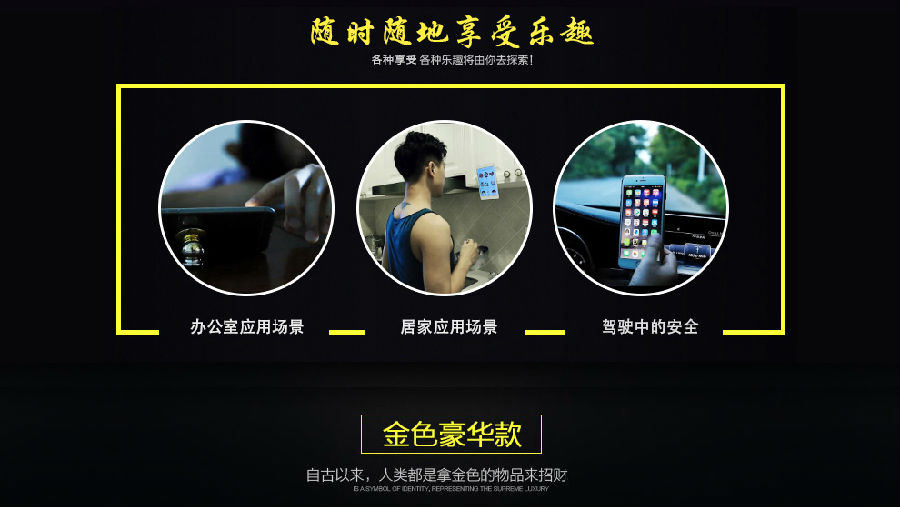 随时随地享受乐趣
各种享受 各种乐趣将由你去探索!
办公室应用场景
居家应用场景
驾驶中的安全
金色豪华款
自古以来，人类都是拿金色的物品来招财
IS A SYMBOL OF IDENTITY, REPRESENTING THE SUPREME LUXURY